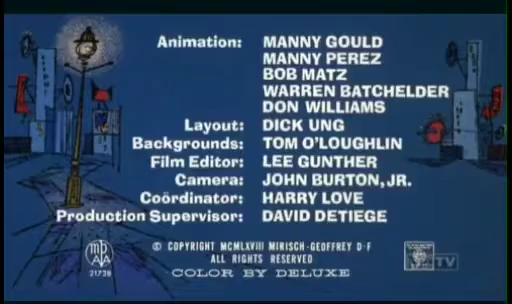 Animation: MANNY GOULD
MANNY PEREZ
BOB MATZ
WARREN BATCHELDER
DON WILLIAMS
Layout: DICK UNG
Backgrounds: TOM O'LOUGHLIN
Film Editor: LEE GUNTHER
Camera: JOHN BURTON, JR.
Coördinator: HARRY LOVE
Production Supervisor: DAVID DETIEGE
© COPYRIGHT MCMLXVIII MIRISCH-GEOFFREY D-F
ALL RIGHTS RESERVED
COLOR BY DELUXE
MPAA
21728
TV